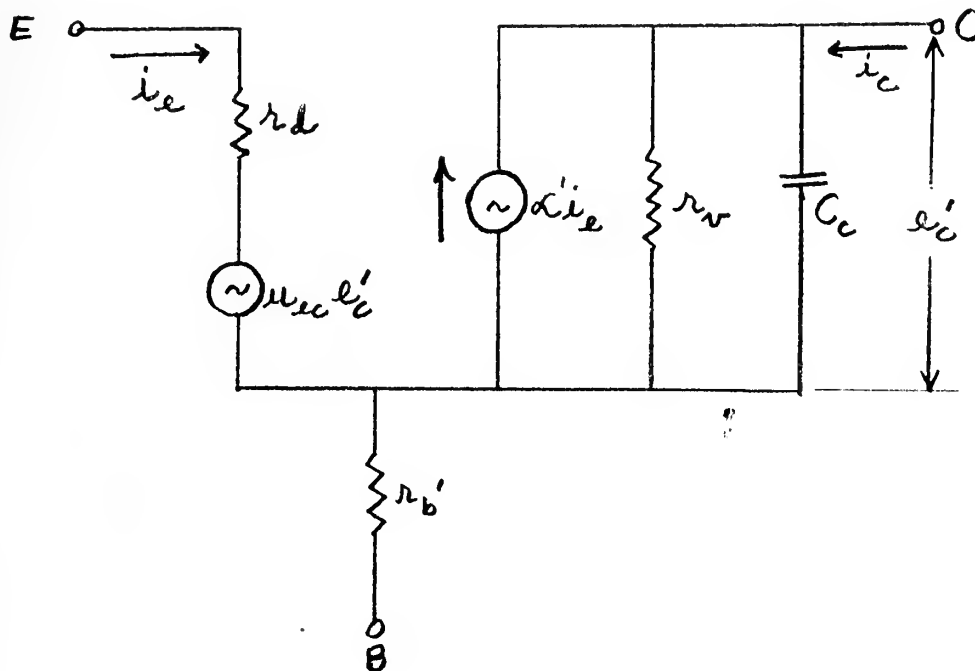 E
C
i_e
i_c
r_d
α'i_e
r_v
C_c
e_c'
μ_ec e_c'
r_b'
B